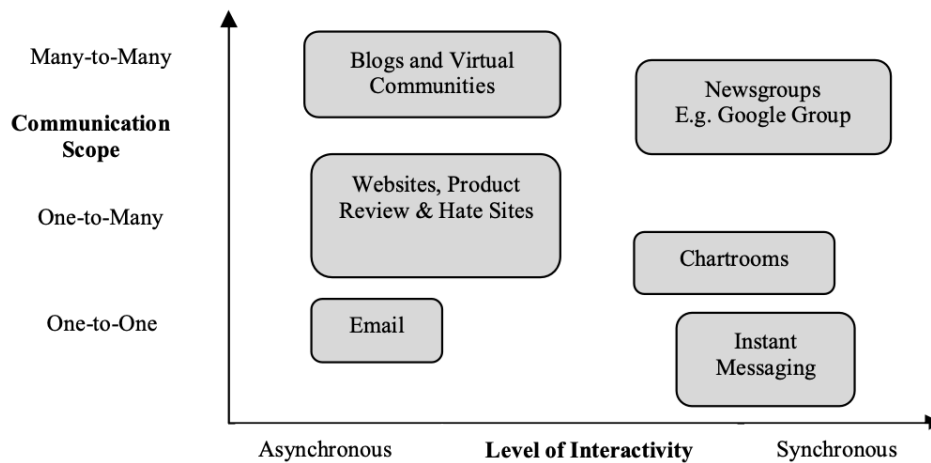 Many-to-Many
Blogs and Virtual
Communities
Newsgroups
E.g. Google Group
Communication
Scope
Websites, Product
Review & Hate Sites
One-to-Many
Chartrooms
One-to-One
Email
Instant
Messaging
Asynchronous
Level of Interactivity
Synchronous